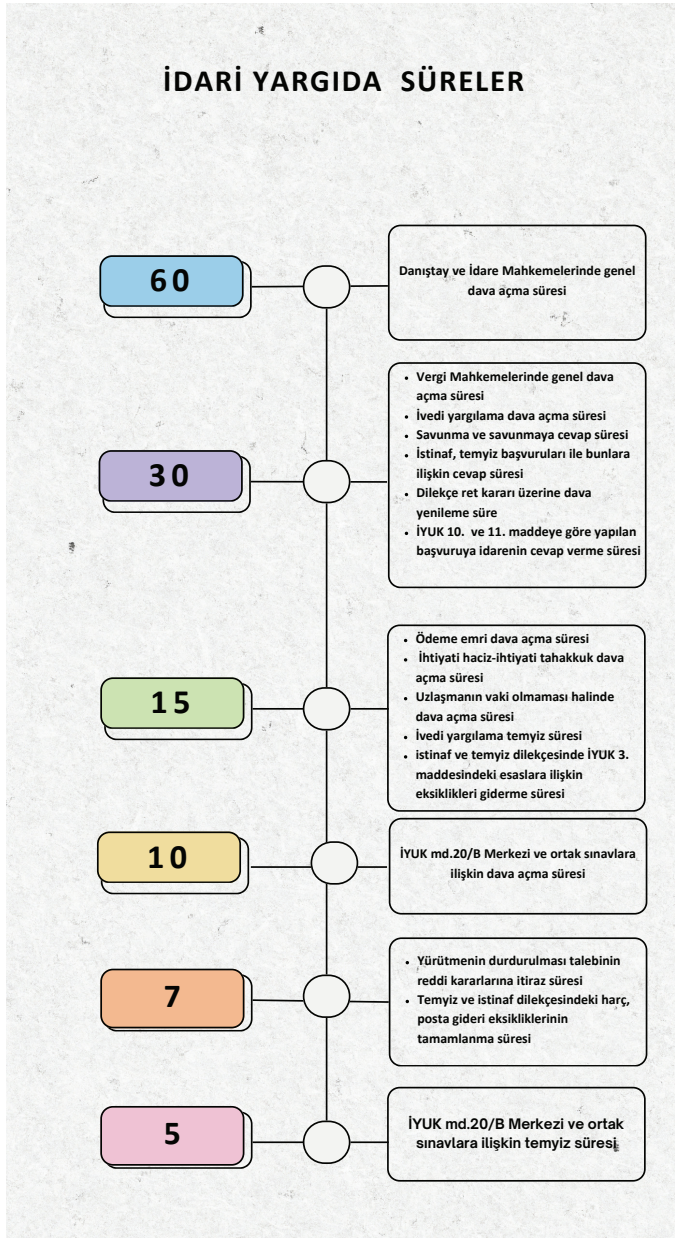 İDARİ YARGIDA SÜRELER
60
Danıştay ve İdare Mahkemelerinde genel
dava açma süresi
30
• Vergi Mahkemelerinde genel dava
açma süresi
• İvedi yargılama dava açma süresi
• Savunma ve savunmaya cevap süresi
• İstinaf, temyiz başvuruları ile bunlara
ilişkin cevap süresi
• Dilekçe ret kararı üzerine dava
yenileme süre
• İYUK 10. ve 11. maddeye göre yapılan
başvuruya idarenin cevap verme süresi
15
• Ödeme emri dava açma süresi
• İhtiyati haciz-ihtiyati tahakkuk dava
açma süresi
• Uzlaşmanın vaki olmaması halinde
dava açma süresi
• İvedi yargılama temyiz süresi
• istinaf ve temyiz dilekçesinde İYUK 3.
maddesindeki esaslara ilişkin
eksiklikleri giderme süresi
10
İYUK md.20/B Merkezi ve ortak sınavlara
ilişkin dava açma süresi
7
• Yürütmenin durdurulması talebinin
reddi kararlarına itiraz süresi
• Temyiz ve istinaf dilekçesindeki harç,
posta gideri eksikliklerinin
tamamlanma süresi
5
İYUK md.20/B Merkezi ve ortak
sınavlara ilişkin temyiz süresi